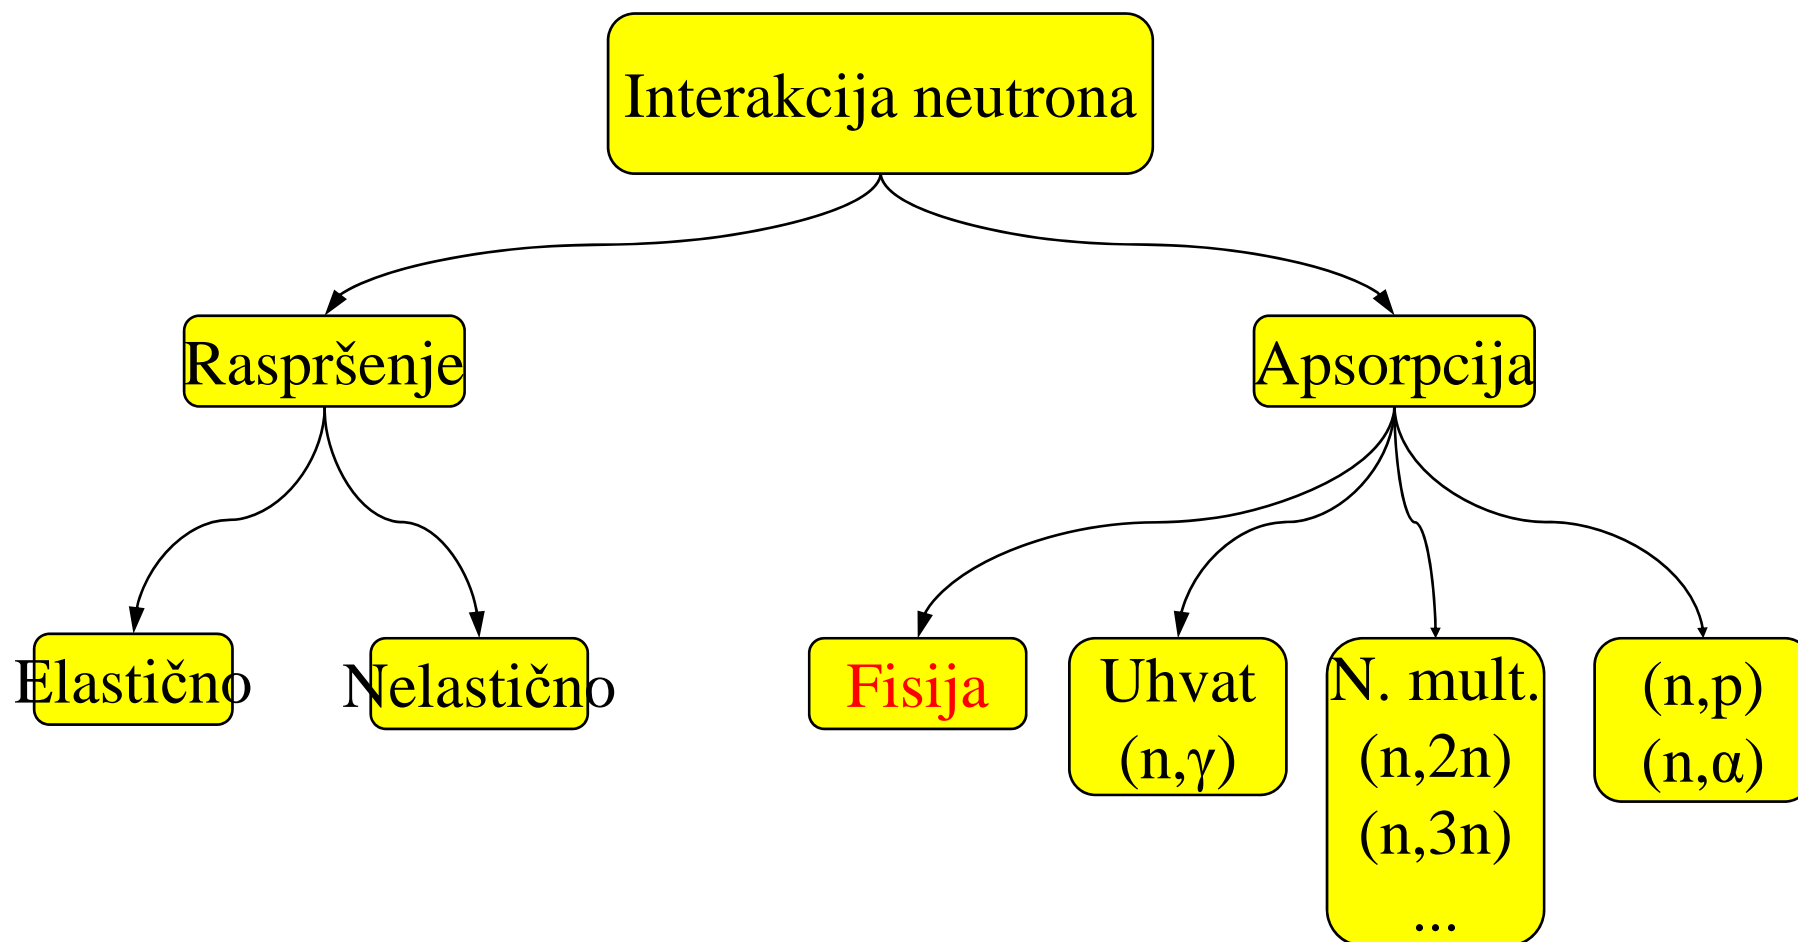 Interakcija neutrona
Raspršenje
Apsorpcija
Elastično
Nelastično
Fisija
Uhvat
(n,γ)
N. mult.
(n,2n)
(n,3n)
...
(n,p)
(n,α)